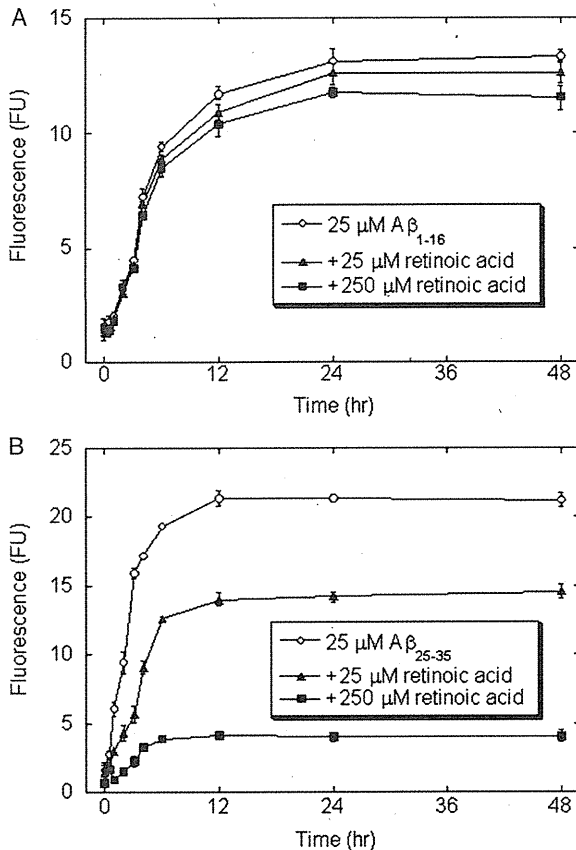 A
15
10
5
0
Fluorescence (FU)
25 μM Aβ1-16
+25 μM retinoic acid
+250 μM retinoic acid
0 12 24 36 48
Time (hr)
B
25
20
15
10
5
0
Fluorescence (FU)
25 μM Aβ25-35
+25 μM retinoic acid
+250 μM retinoic acid
0 12 24 36 48
Time (hr)